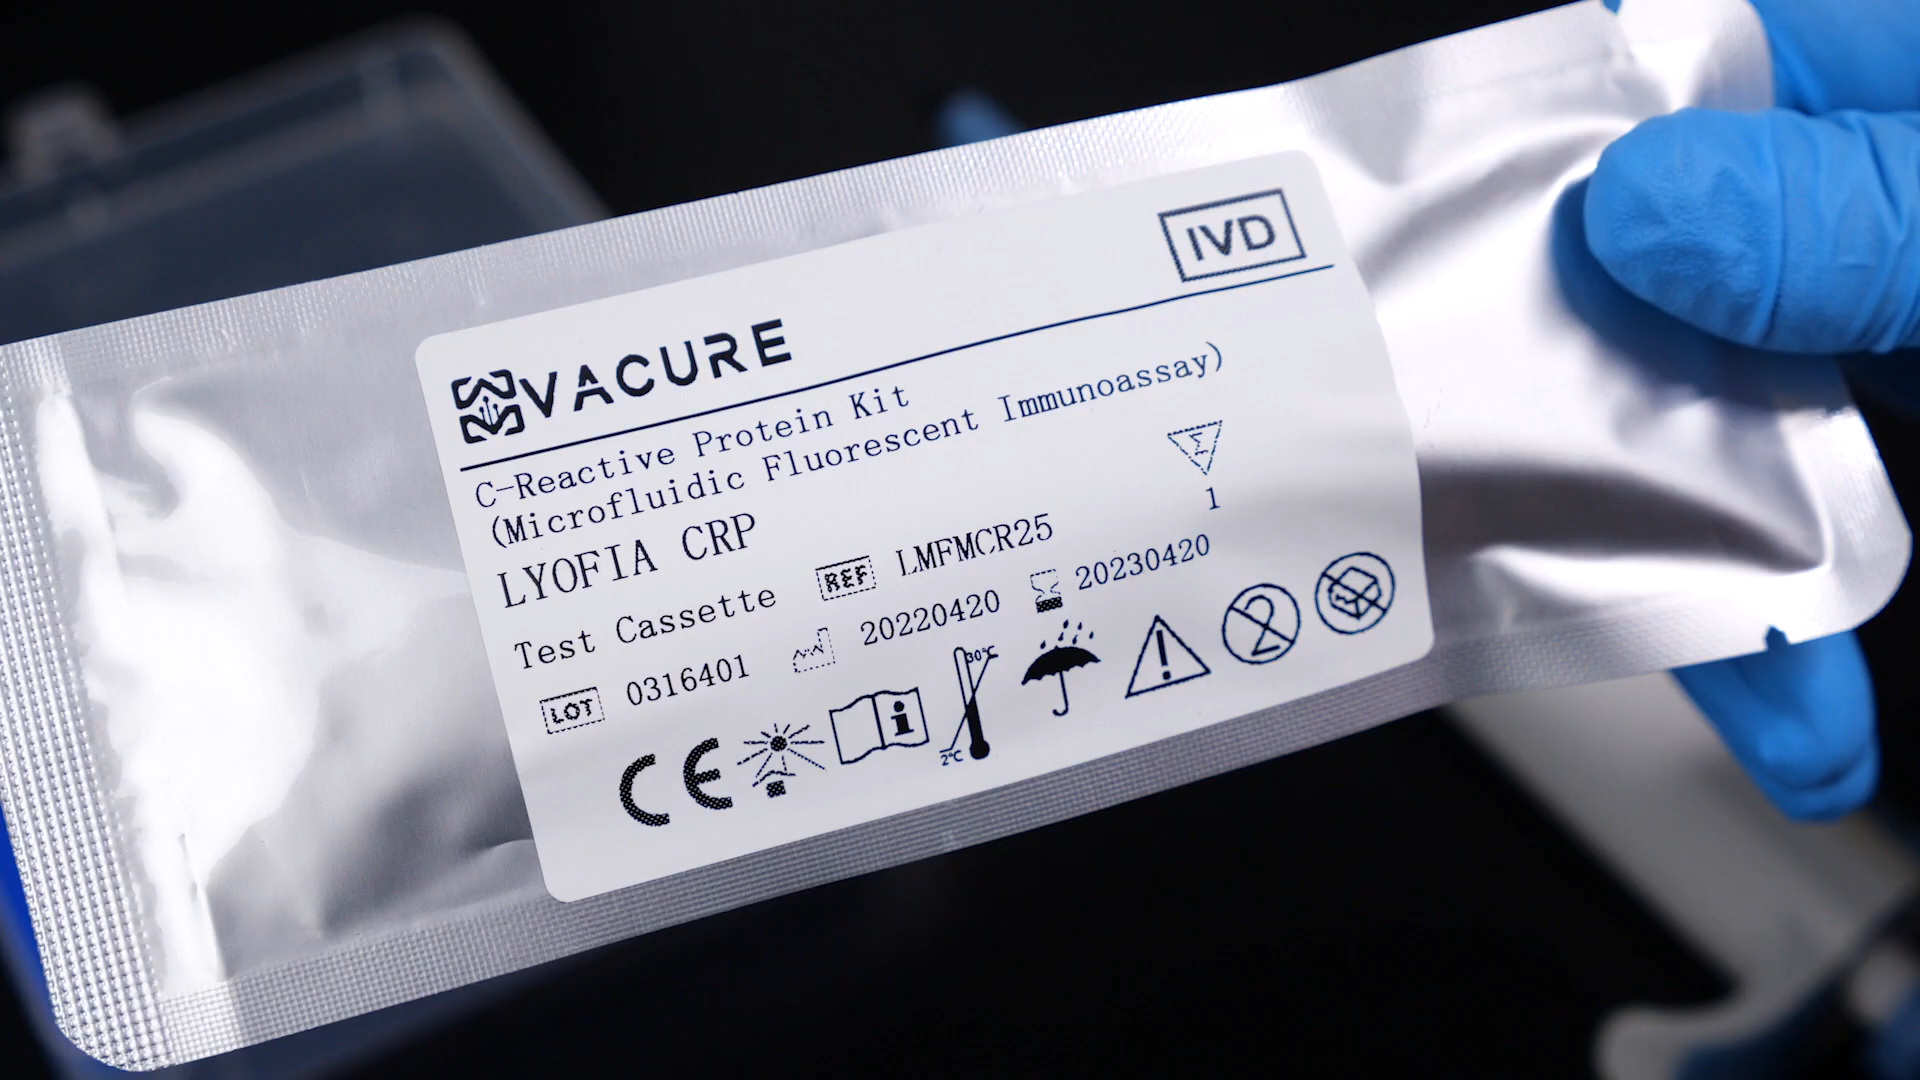 IVD
VACURE
C-Reactive Protein Kit
(Microfluidic Fluorescent Immunoassay)
LYOFIA CRP
Σ
1
Test Cassette REF LMFMCR25
LOT 0316401 20220420 20230420
CE
i
30°C
2°C
2